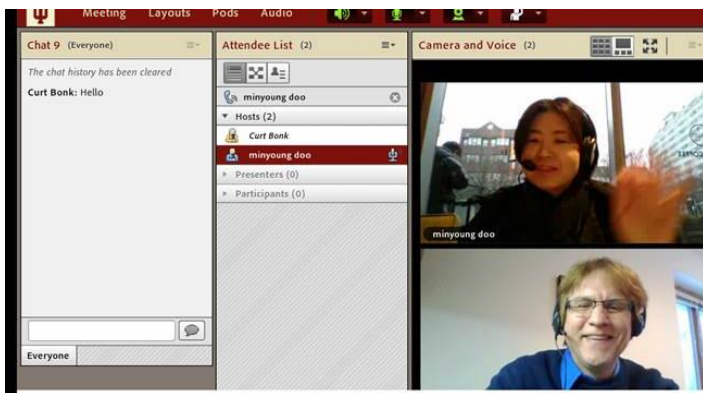 Meeting Layouts Pods Audio
Chat 9 (Everyone)
The chat history has been cleared
Curt Bonk: Hello
Everyone
Attendee List (2)
minyoung doo
Hosts (2)
Curt Bonk
minyoung doo
Presenters (0)
Participants (0)
Camera and Voice (2)
minyoung doo